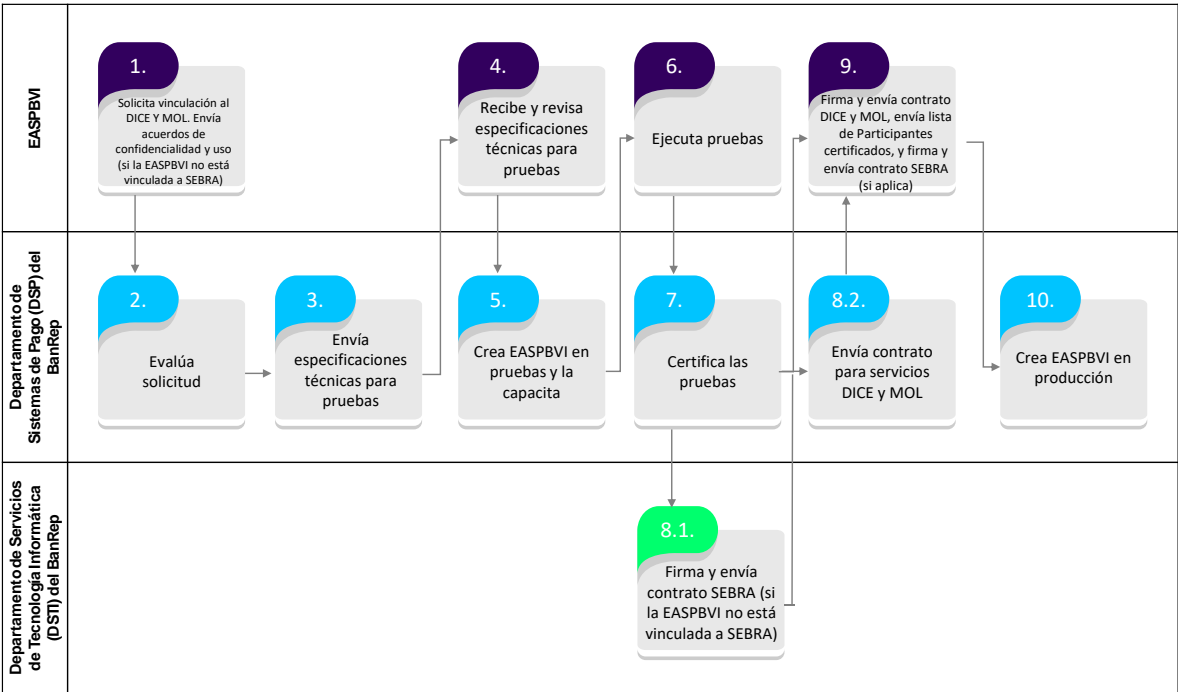 EASPBVI
1.
Solicita vinculación al
DICE Y MOL. Envía
acuerdos de
confidencialidad y uso
(si la EASPBVI no está
vinculada a SEBRA)
4.
Recibe y revisa
especificaciones
técnicas para
pruebas
6.
Ejecuta pruebas
9.
Firma y envía contrato
DICE y MOL, envía lista
de Participantes
certificados, y firma y
envía contrato SEBRA
(si aplica)
Departamento de
Sistemas de Pago (DSP) del
BanRep
2.
Evalúa
solicitud
3.
Envía
especificaciones
técnicas para
pruebas
5.
Crea EASPBVI en
pruebas y la
capacita
7.
Certifica las
pruebas
8.2.
Envía contrato
para servicios
DICE y MOL
10.
Crea EASPBVI en
producción
Departamento de Servicios
de Tecnología Informática
(DSTI) del BanRep
8.1.
Firma y envía
contrato SEBRA (si
la EASPBVI no está
vinculada a SEBRA)